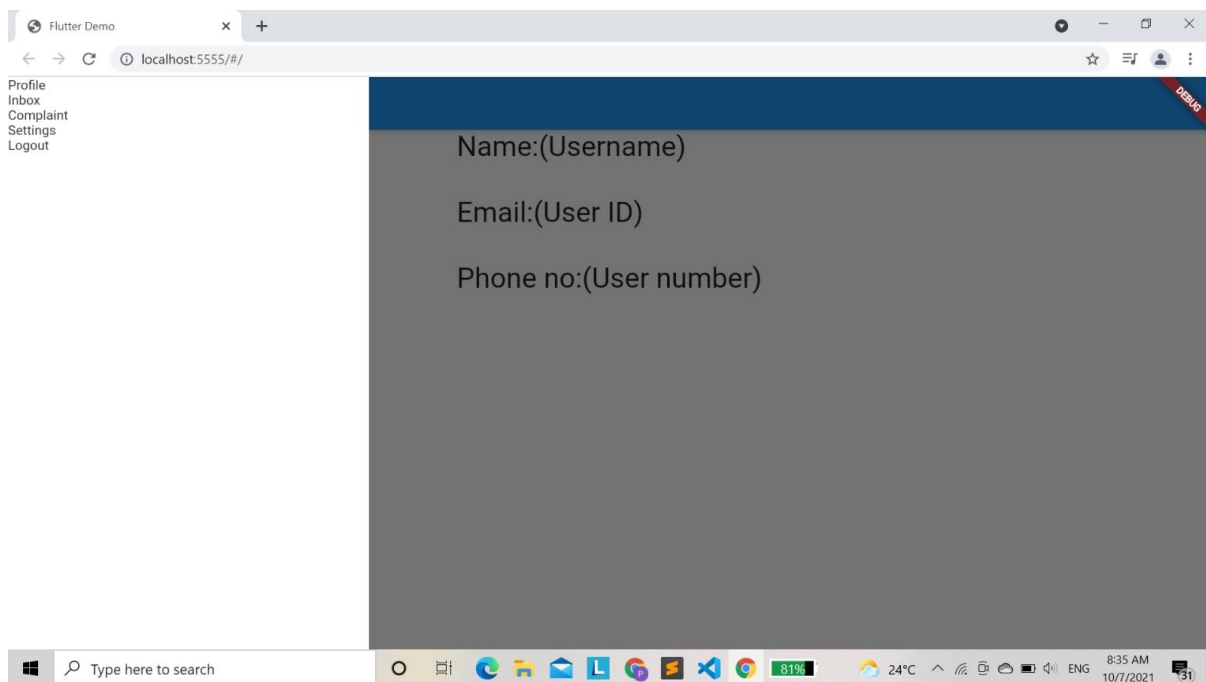 Flutter Demo
localhost:5555/#/
Profile
Inbox
Complaint
Settings
Logout
DEBUG
Name:(Username)
Email:(User ID)
Phone no:(User number)
Type here to search
L
81%
24°C
ENG
8:35 AM
10/7/2021
31